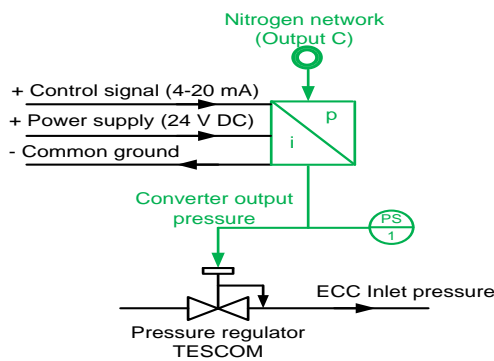 Nitrogen network
(Output C)
+ Control signal (4-20 mA)
p
+ Power supply (24 V DC)
i
- Common ground
Converter output
pressure
PS
1
ECC Inlet pressure
Pressure regulator
TESCOM